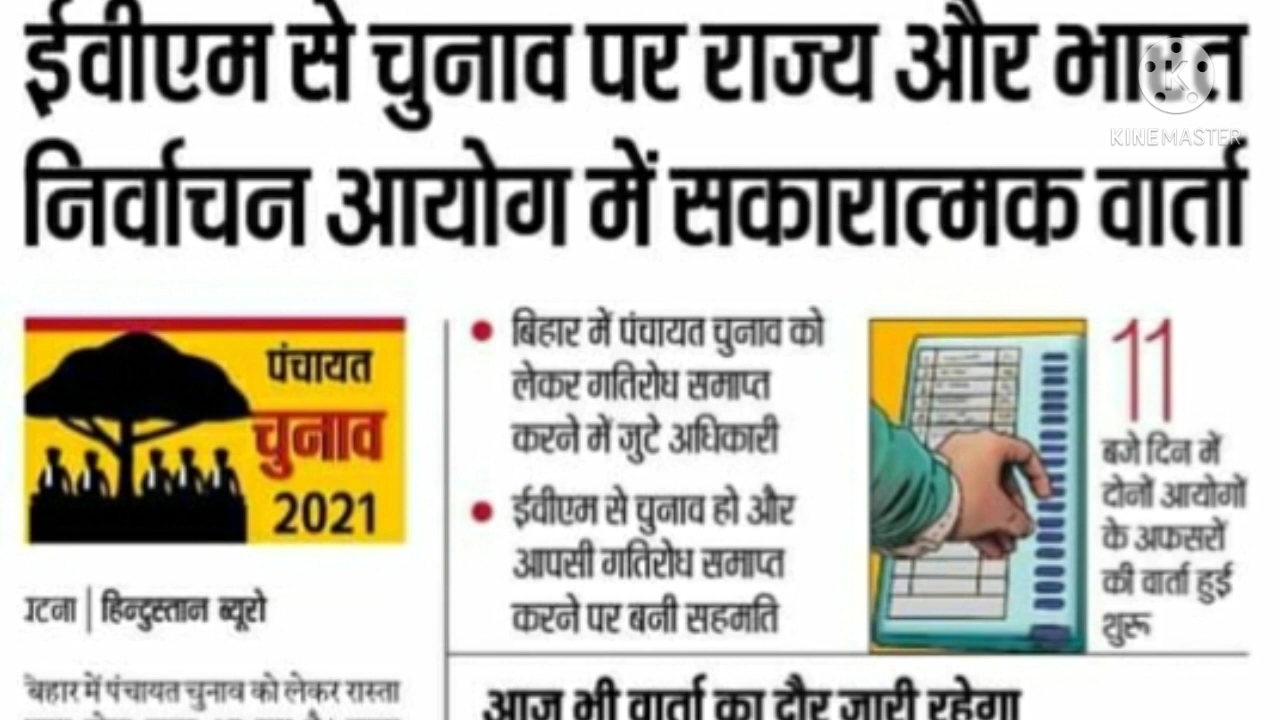 ईवीएम से चुनाव पर राज्य और भारत
निर्वाचन आयोग में सकारात्मक वार्ता
KINEMASTER
पंचायत
चुनाव
2021
पटना | हिन्दुस्तान ब्यूरो
बिहार में पंचायत चुनाव को लेकर रास्ता
• बिहार में पंचायत चुनाव को
लेकर गतिरोध समाप्त
करने में जुटे अधिकारी
• ईवीएम से चुनाव हो और
आपसी गतिरोध समाप्त
करने पर बनी सहमति
11
बजे दिन में
दोनों आयोगों
के अफसरों
की वार्ता हुई
शुरू
आज भी वार्ता का दौर जारी रहेगा